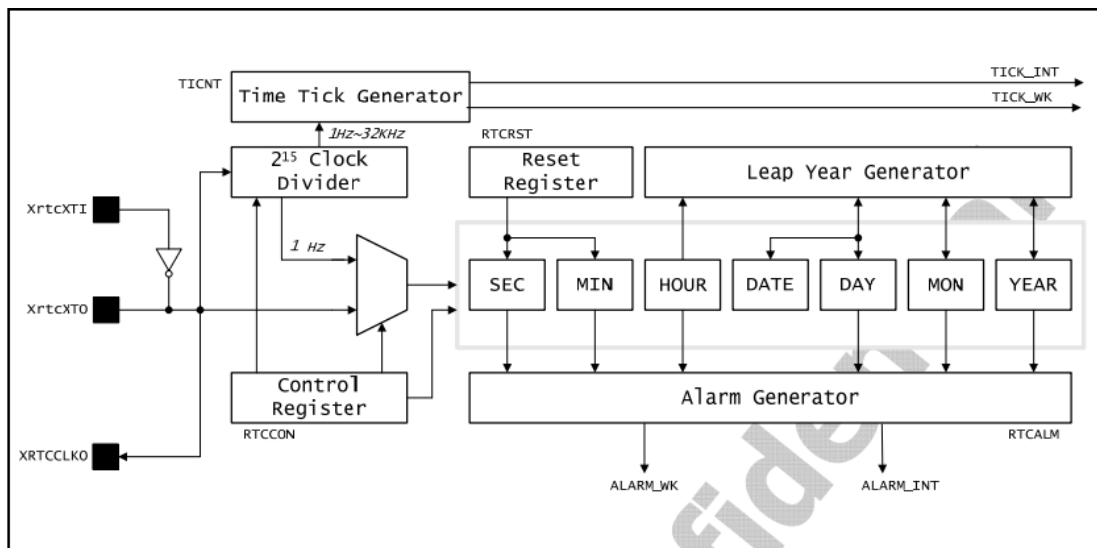 TICNT
Time Tick Generator
TICK_INT
TICK_WK
1Hz~32KHz
2¹⁵ Clock
Divider
RTCRST
Reset
Register
Leap Year Generator
XrtcXTI
1 Hz
SEC
MIN
HOUR
DATE
DAY
MON
YEAR
XrtcXTO
Control
Register
RTCCON
Alarm Generator
RTCALM
XRTCCLKO
ALARM_WK
ALARM_INT